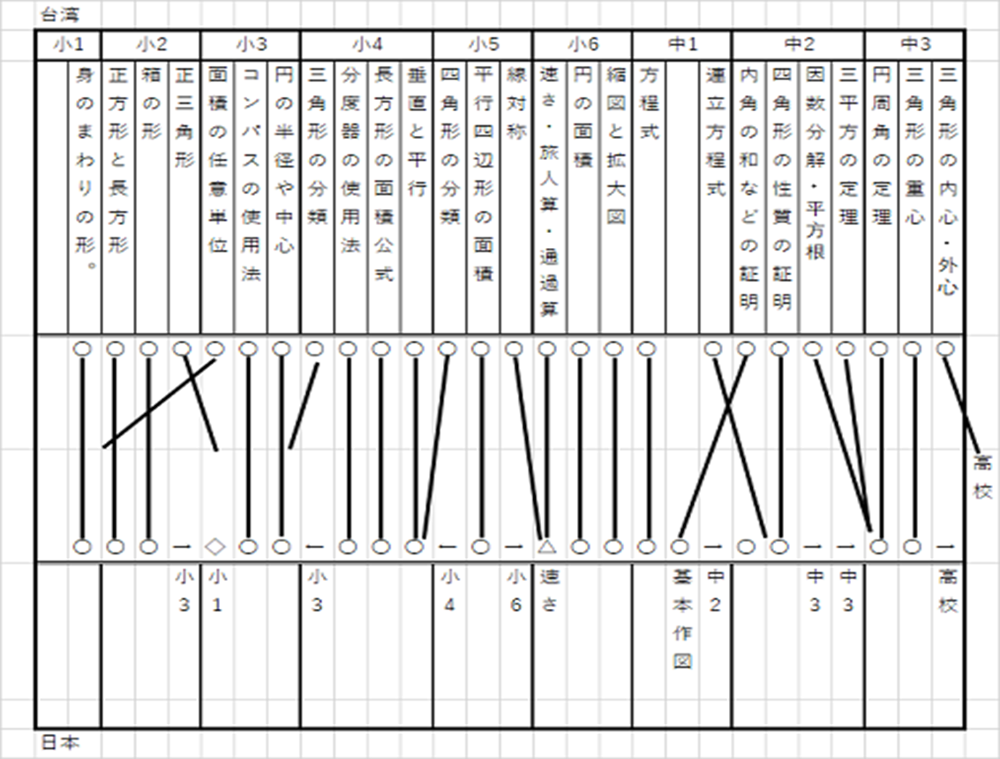 台湾
小1 小2 小3 小4 小5 小6 中1 中2 中3
身のまわりの形。
正方形と長方形
箱の形
正三角形
面積の任意単位
コンパスの使用法
円の半径や中心
三角形の分類
分度器の使用法
長方形の面積公式
垂直と平行
四角形の分類
平行四辺形の面積
線対称
速さ・旅人算・通過算
円の面積
縮図と拡大図
方程式
連立方程式
内角の和などの証明
四角形の性質の証明
因数分解・平方根
三平方の定理
円周角の定理
三角形の重心
三角形の内心・外心
○ ○ ○ ○ ○ ○ ○ ○ ○ ○ ○ ○ ○ ○ ○ ○ ○ ○ ○ ○ ○ ○ ○ ○ ○ ○
高校
○ ○ ○ → ◇ ○ ○ ← ○ ○ ○ ← ○ → △ ○ ○ ○ ○ → ○ ○ → → ○ ○ →
小3
小1
小3
小4
小6
速さ
基本作図
中2
中3
中3
高校
日本